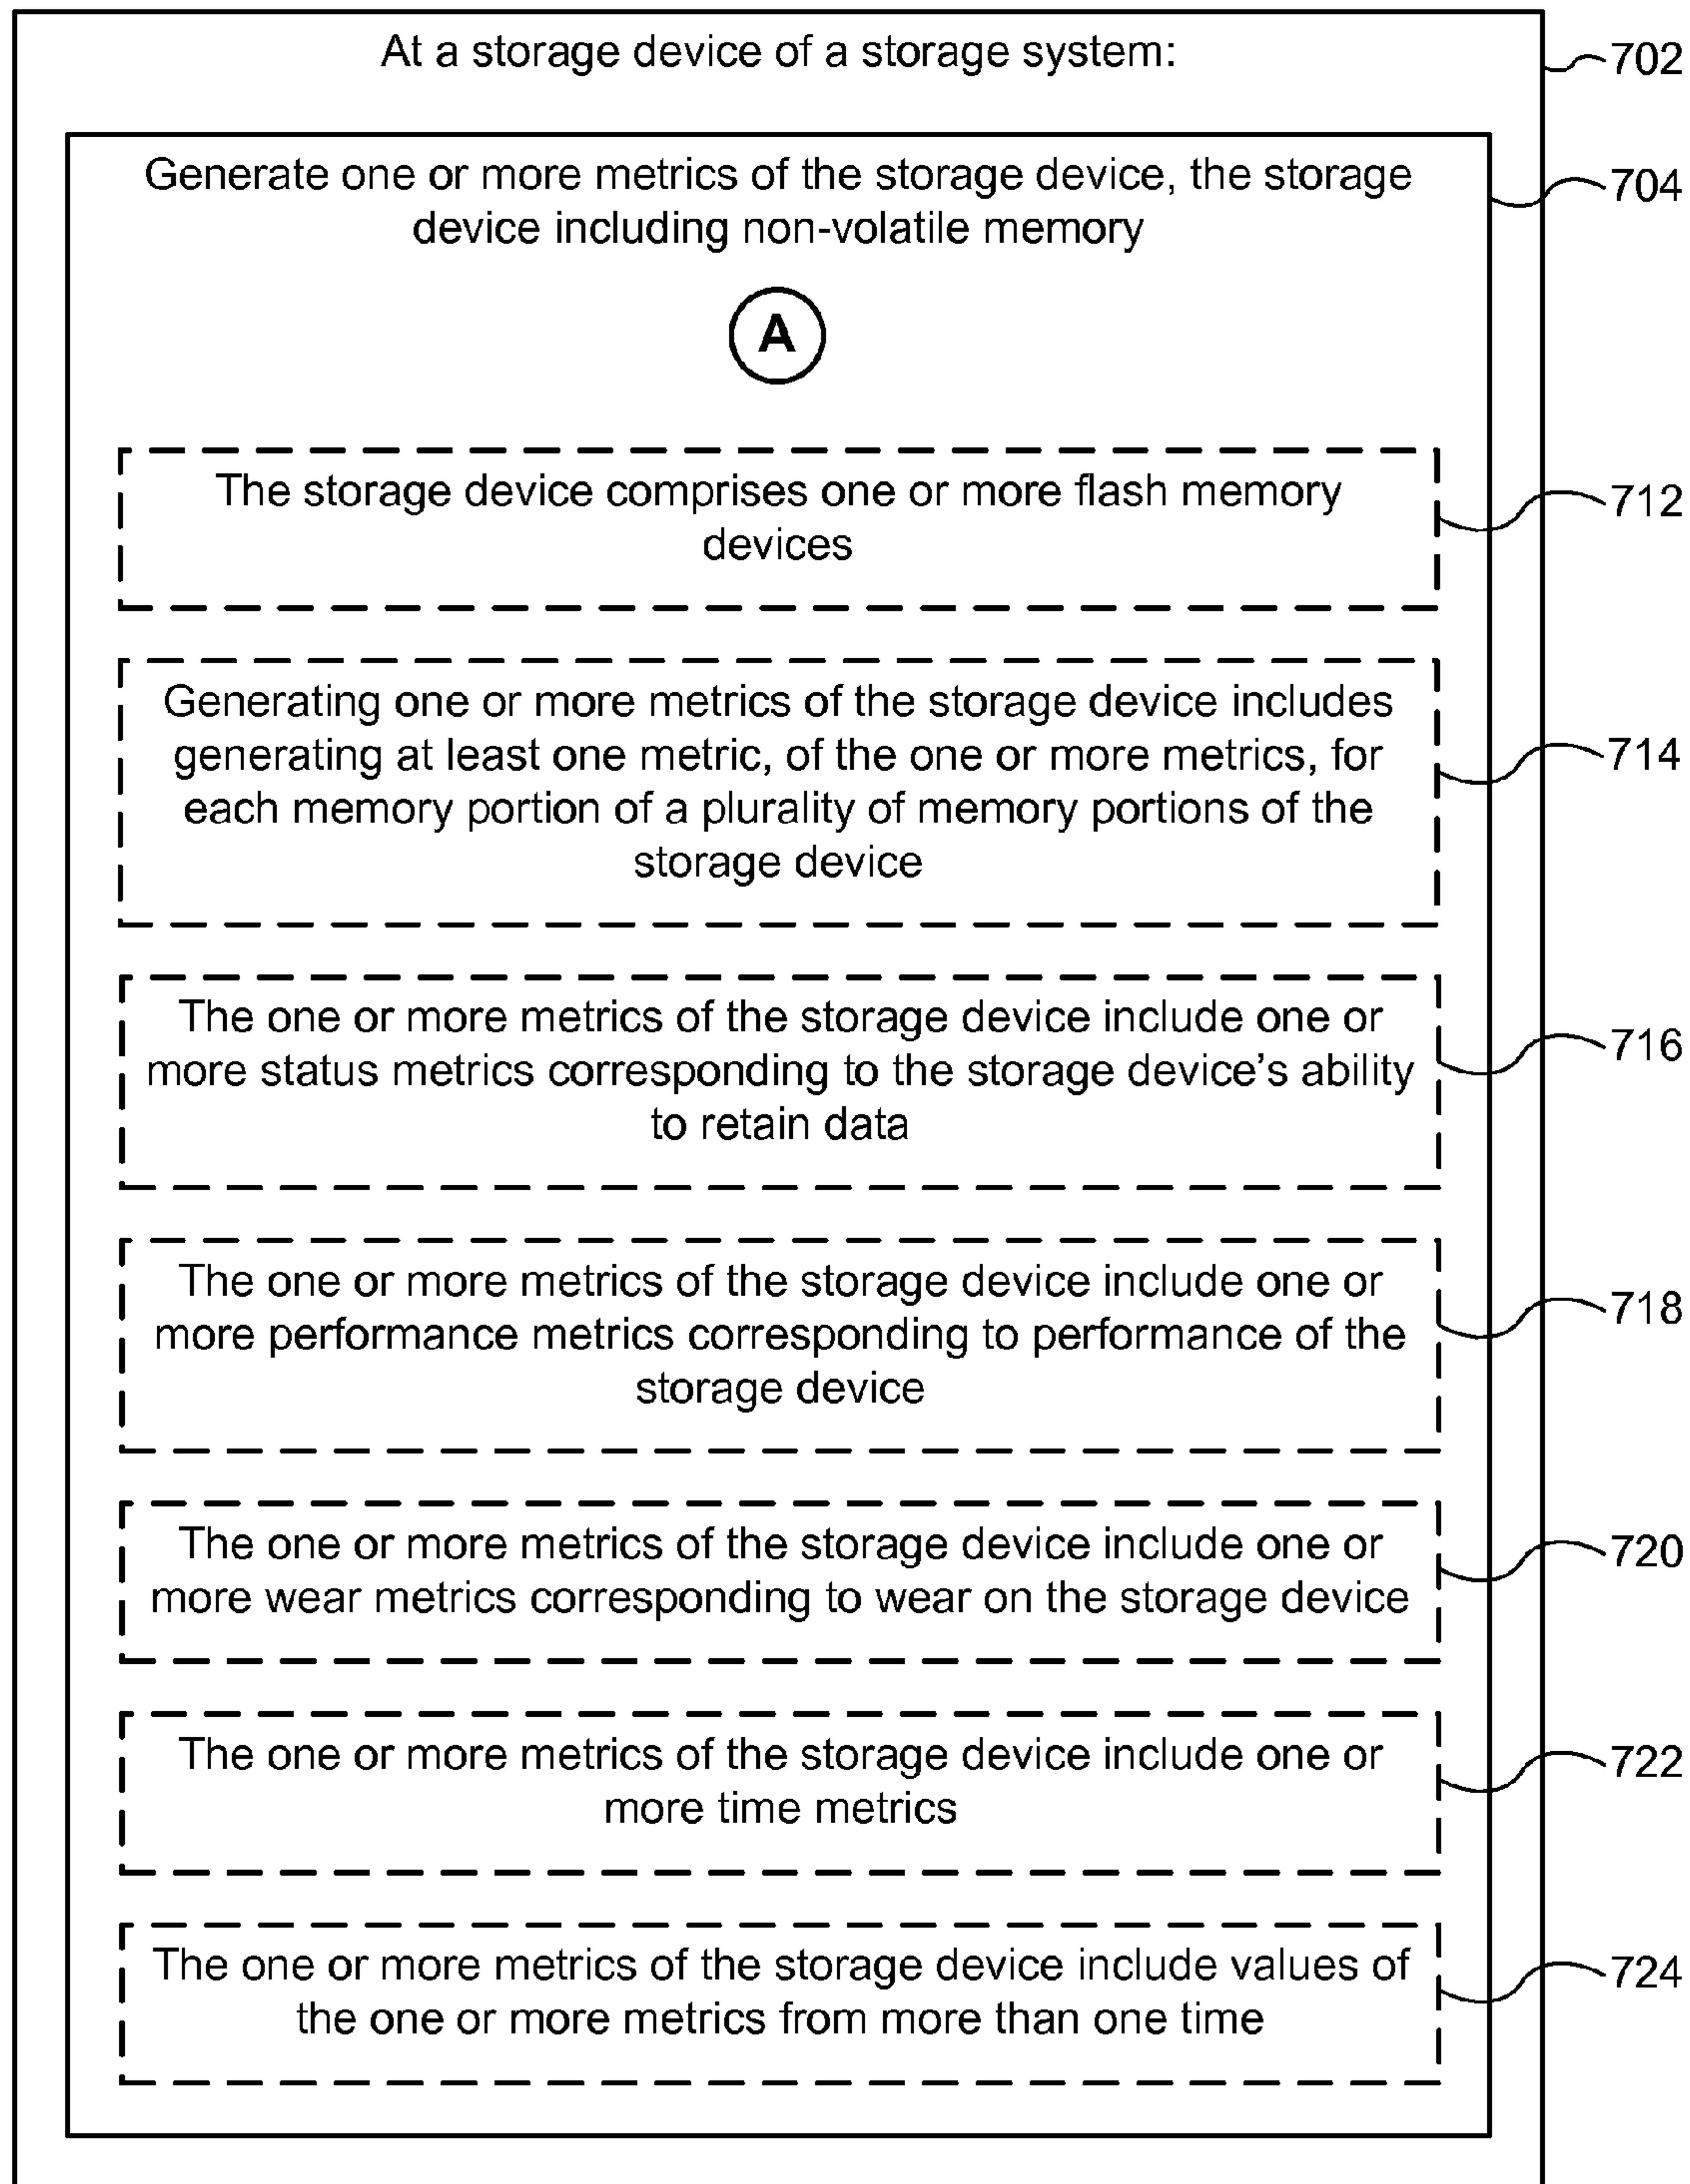 At a storage device of a storage system:
702
Generate one or more metrics of the storage device, the storage
device including non-volatile memory
704
A
The storage device comprises one or more flash memory
devices
712
Generating one or more metrics of the storage device includes
generating at least one metric, of the one or more metrics, for
each memory portion of a plurality of memory portions of the
storage device
714
The one or more metrics of the storage device include one or
more status metrics corresponding to the storage device’s ability
to retain data
716
The one or more metrics of the storage device include one or
more performance metrics corresponding to performance of the
storage device
718
The one or more metrics of the storage device include one or
more wear metrics corresponding to wear on the storage device
720
The one or more metrics of the storage device include one or
more time metrics
722
The one or more metrics of the storage device include values of
the one or more metrics from more than one time
724